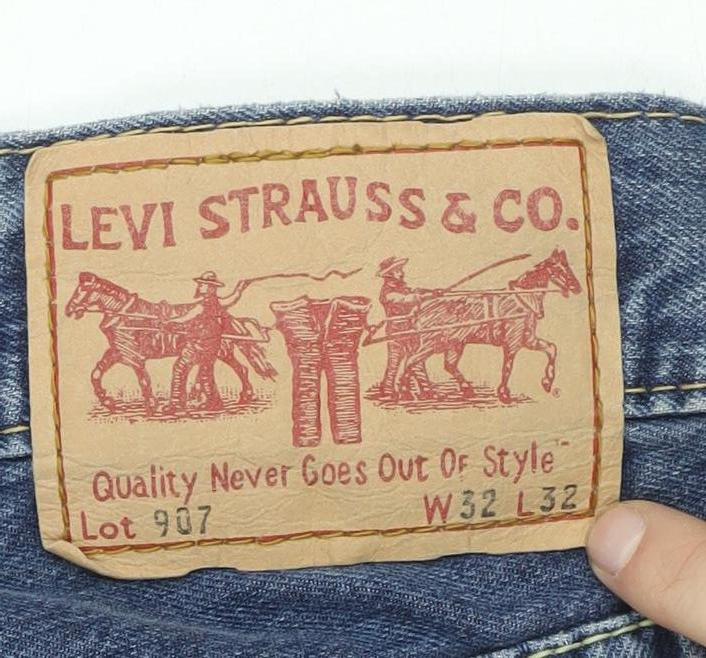 LEVI STRAUSS & CO.
®
Quality Never Goes Out Of Style™
Lot 907 W32 L32